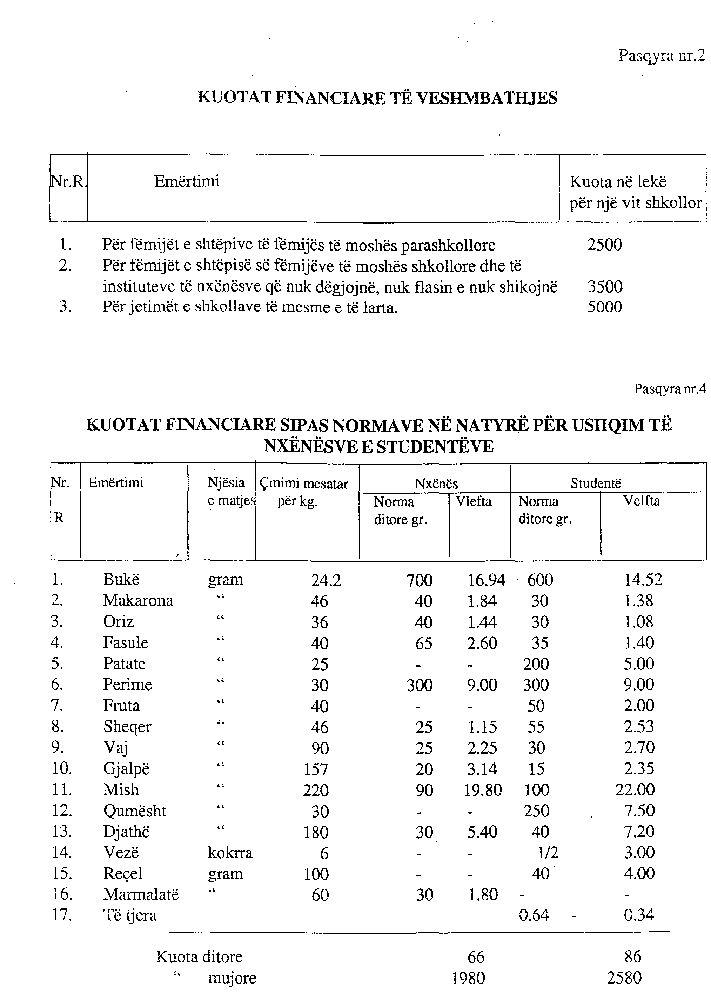 Pasqyra nr.2
KUOTAT FINANCIARE TË VESHMBATHJES
Nr.R. Emërtimi Kuota në lekë
për një vit shkollor
1. Për fëmijët e shtëpive të fëmijës të moshës parashkollore 2500
2. Për fëmijët e shtëpisë së fëmijëve të moshës shkollore dhe të
instituteve të nxënësve që nuk dëgjojnë, nuk flasin e nuk shikojnë 3500
3. Për jetimët e shkollave të mesme e të larta. 5000
Pasqyra nr.4
KUOTAT FINANCIARE SIPAS NORMAVE NË NATYRË PËR USHQIM TË
NXËNËSVE E STUDENTËVE
Nr. Emërtimi Njësia Çmimi mesatar Nxënës Studentë
e matjes për kg. Norma Vlefta Norma Velfta
R ditore gr. ditore gr.
1. Bukë gram 24.2 700 16.94 600 14.52
2. Makarona “ 46 40 1.84 30 1.38
3. Oriz “ 36 40 1.44 30 1.08
4. Fasule “ 40 65 2.60 35 1.40
5. Patate “ 25 - - 200 5.00
6. Perime “ 30 300 9.00 300 9.00
7. Fruta “ 40 - - 50 2.00
8. Sheqer “ 46 25 1.15 55 2.53
9. Vaj “ 90 25 2.25 30 2.70
10. Gjalpë “ 157 20 3.14 15 2.35
11. Mish “ 220 90 19.80 100 22.00
12. Qumësht “ 30 - - 250 7.50
13. Djathë “ 180 30 5.40 40 7.20
14. Vezë kokrra 6 - - 1/2 3.00
15. Reçel gram 100 - - 40 4.00
16. Marmalatë “ 60 30 1.80 - -
17. Të tjera 0.64 - 0.34
Kuota ditore 66 86
“ mujore 1980 2580